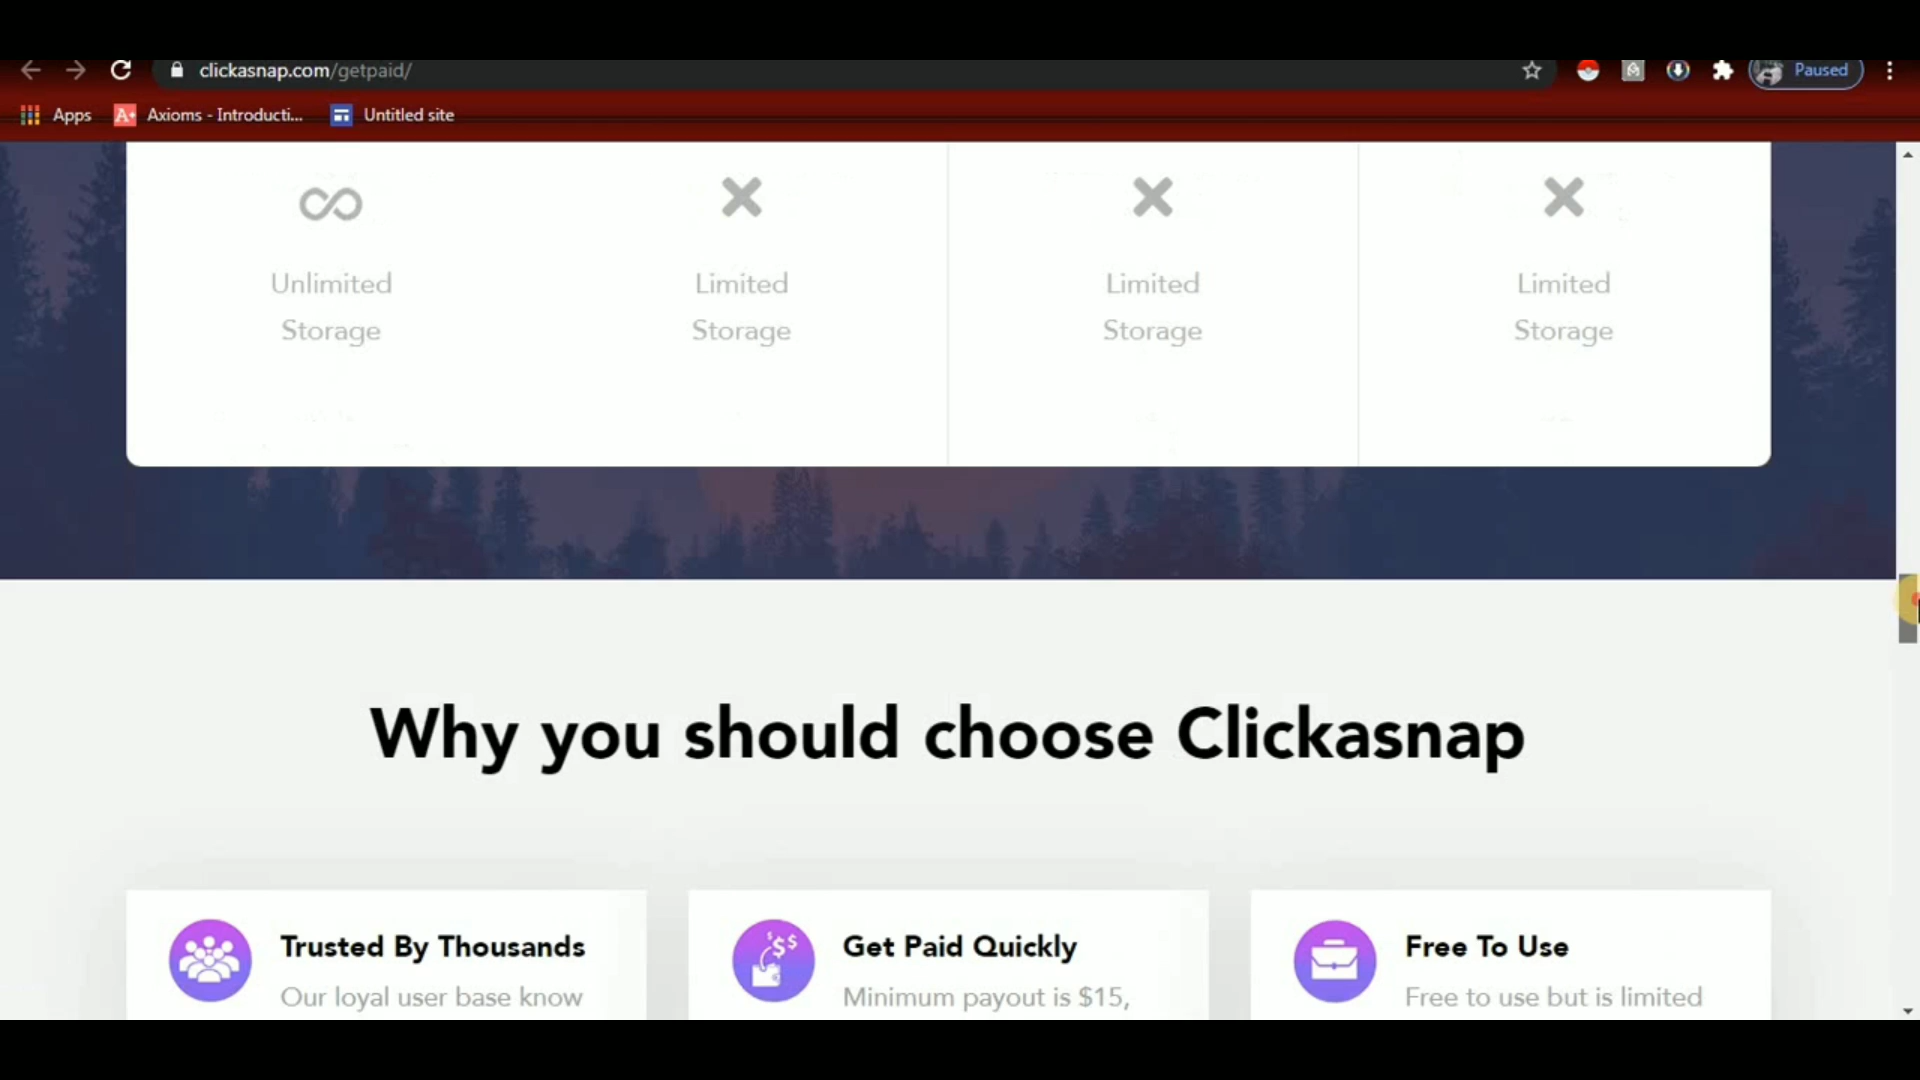 clickasnap.com/getpaid/
Paused
Apps
A+
Axioms - Introducti...
Untitled site
Unlimited
Storage
Limited
Storage
Limited
Storage
Limited
Storage
Why you should choose Clickasnap
Trusted By Thousands
Our loyal user base know
Get Paid Quickly
Minimum payout is $15,
Free To Use
Free to use but is limited